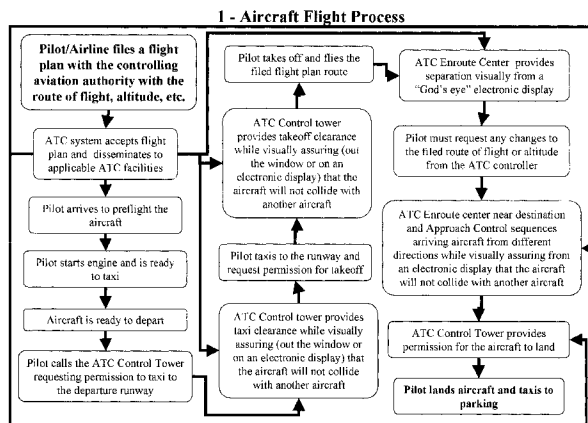 1 - Aircraft Flight Process
Pilot/Airline files a flight
plan with the controlling
aviation authority with the
route of flight, altitude, etc.
ATC system accepts flight
plan and disseminates to
applicable ATC facilities
Pilot arrives to preflight the
aircraft
Pilot starts engine and is ready
to taxi
Aircraft is ready to depart
Pilot calls the ATC Control Tower
requesting permission to taxi to
the departure runway
Pilot takes off and flies the
filed flight plan route
ATC Control tower
provides takeoff clearance
while visually assuring (out
the window or on an
electronic display) that the
aircraft will not collide with
another aircraft
Pilot taxis to the runway and
request permission for takeoff
ATC Control tower provides
taxi clearance while visually
assuring (out the window or
on an electronic display) that
the aircraft will not collide
with another aircraft
ATC Enroute Center provides
separation visually from a
"God's eye" electronic
display
Pilot must request any changes to
the filed route of flight or altitude
from the ATC controller
ATC Enroute center near destination
and Approach Control sequences
arriving aircraft from different
directions while visually assuring from
an electronic display that the aircraft
will not collide with another aircraft
ATC Control Tower provides
permission for the aircraft to land
Pilot lands aircraft and taxis to
parking